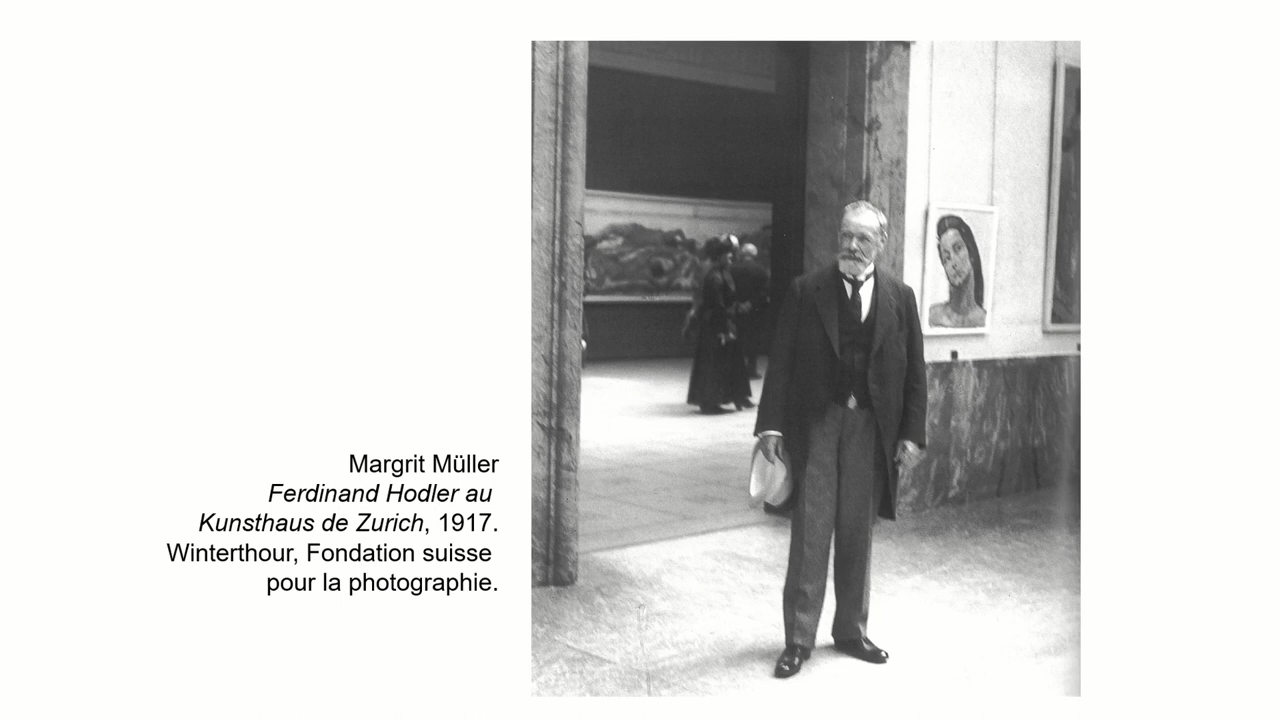 Margrit Müller
Ferdinand Hodler au
Kunsthaus de Zurich, 1917.
Winterthour, Fondation suisse
pour la photographie.